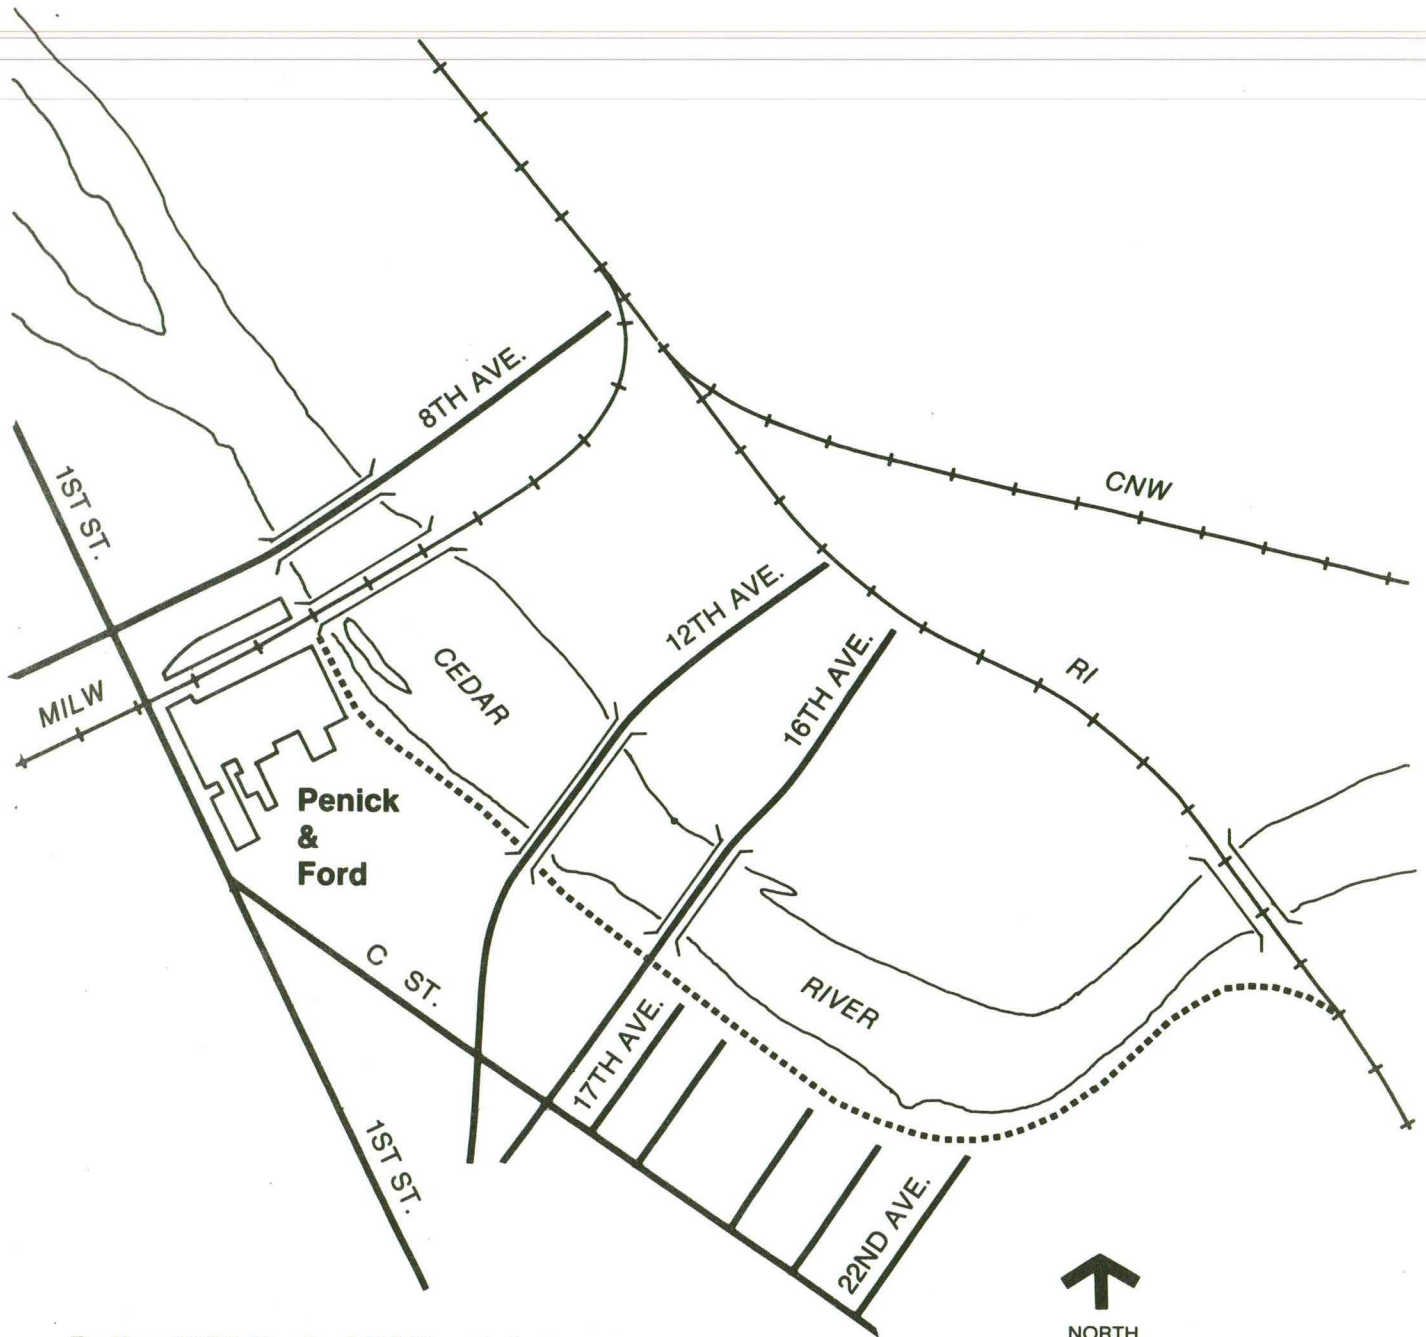 8TH AVE.
1ST ST.
CNW
12TH AVE.
MILW
CEDAR
16TH AVE.
RI
Penick
&
Ford
C ST.
RIVER
17TH AVE.
1ST ST.
22ND AVE.
NORTH